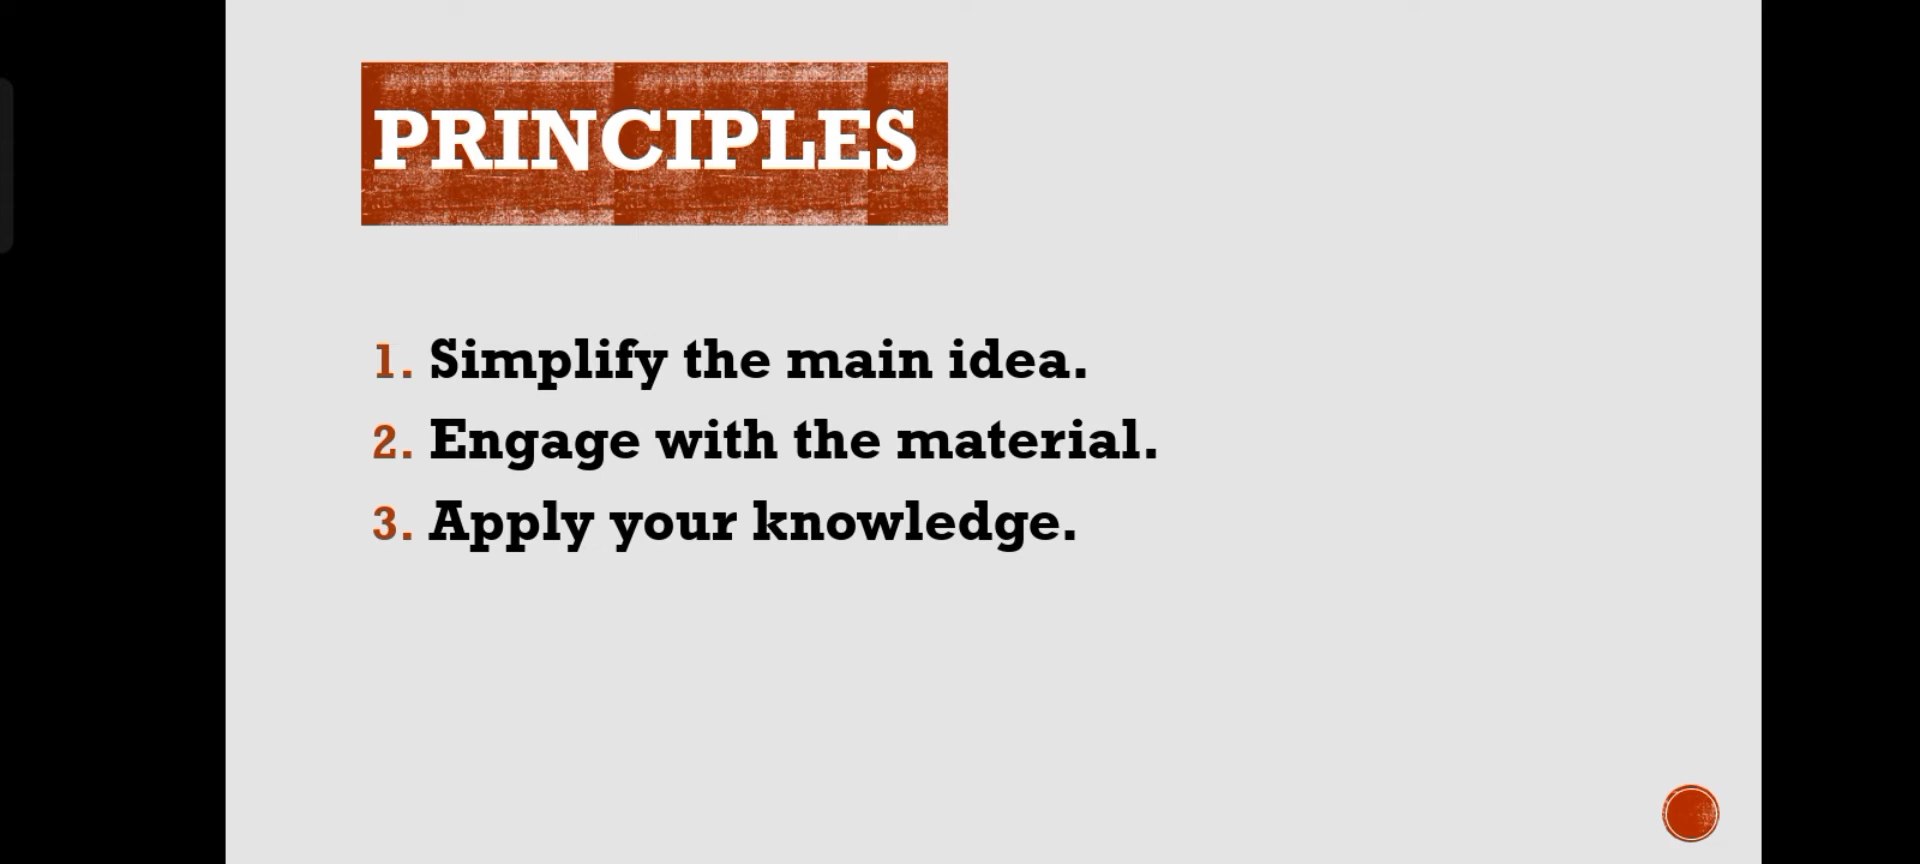 PRINCIPLES
1. Simplify the main idea.
2. Engage with the material.
3. Apply your knowledge.